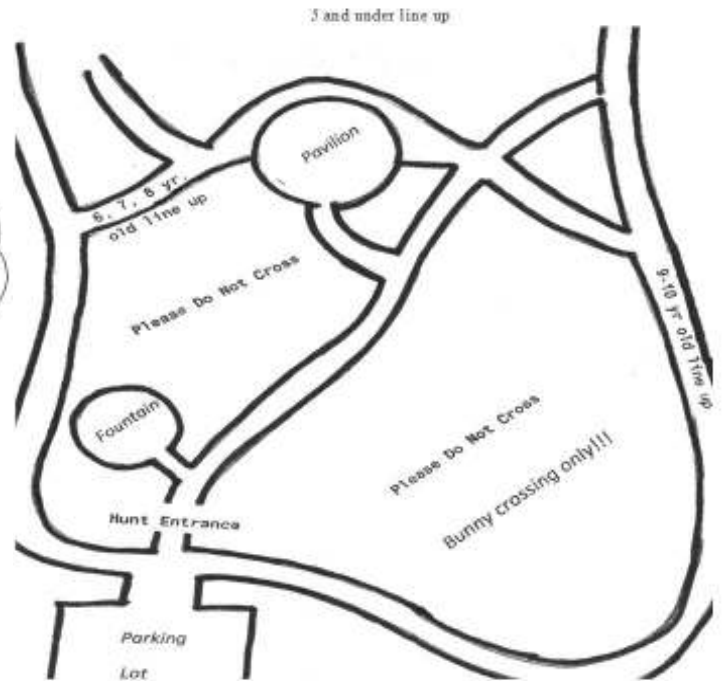 5 and under line up
Pavilion
6, 7, 8 yr.
old line up
Please Do Not Cross
9-10 yr old line up
Fountain
Please Do Not Cross
Bunny crossing only!!!
Hunt Entrance
Parking
Lot